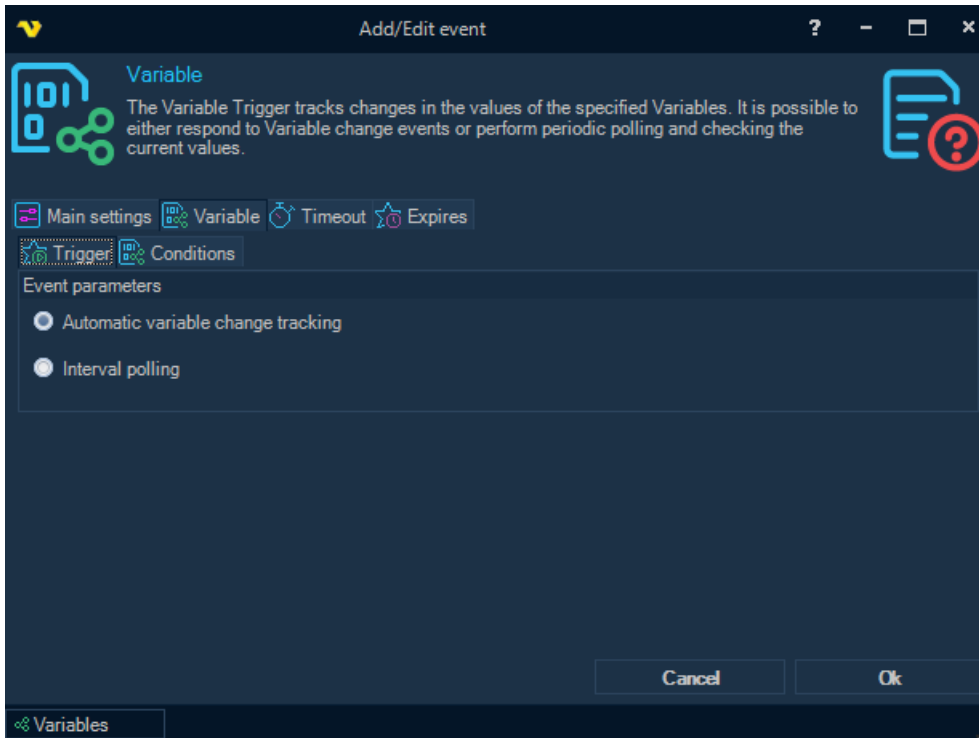 Add/Edit event
?
Variable
The Variable Trigger tracks changes in the values of the specified Variables. It is possible to
either respond to Variable change events or perform periodic polling and checking the
current values.
Main settings Variable Timeout Expires
Trigger Conditions
Event parameters
Automatic variable change tracking
Interval polling
Cancel Ok
Variables